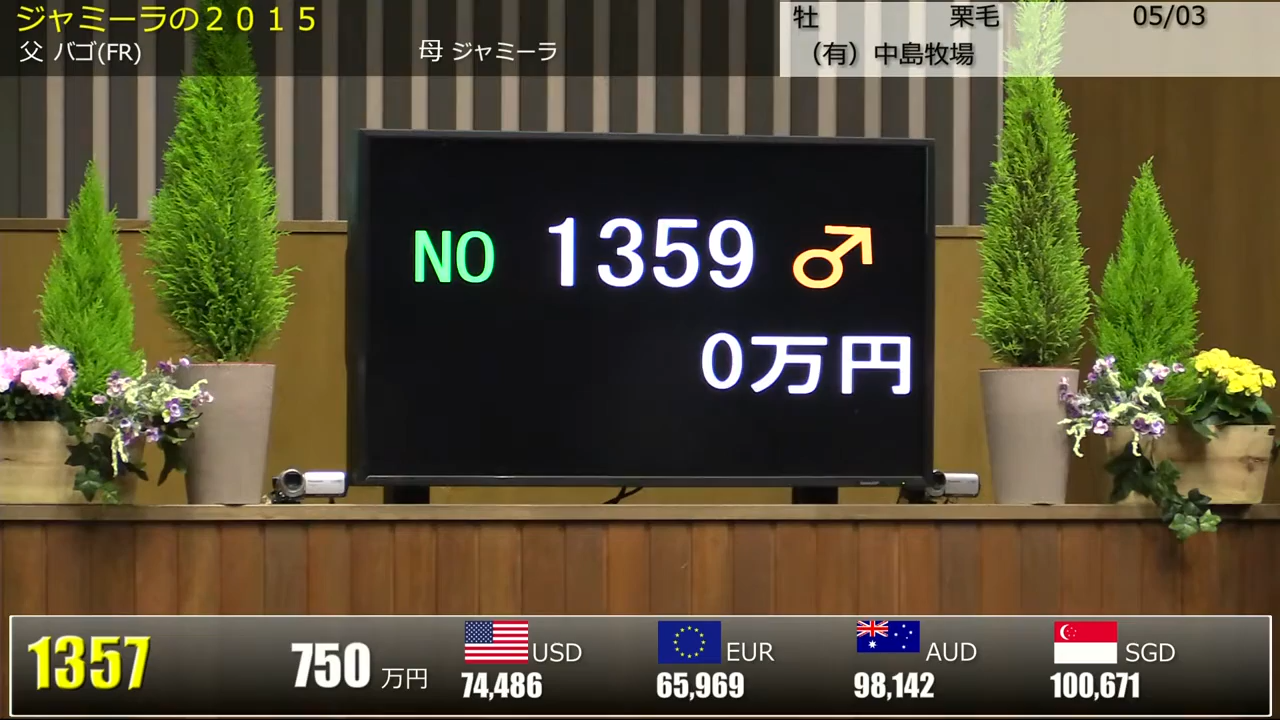 ジャミーラの２０１５
父 バゴ(FR)
母 ジャミーラ
牡 栗毛 05/03
（有）中島牧場
NO 1359 ♂
0万円
1357
750 万円
USD
74,486
EUR
65,969
AUD
98,142
SGD
100,671